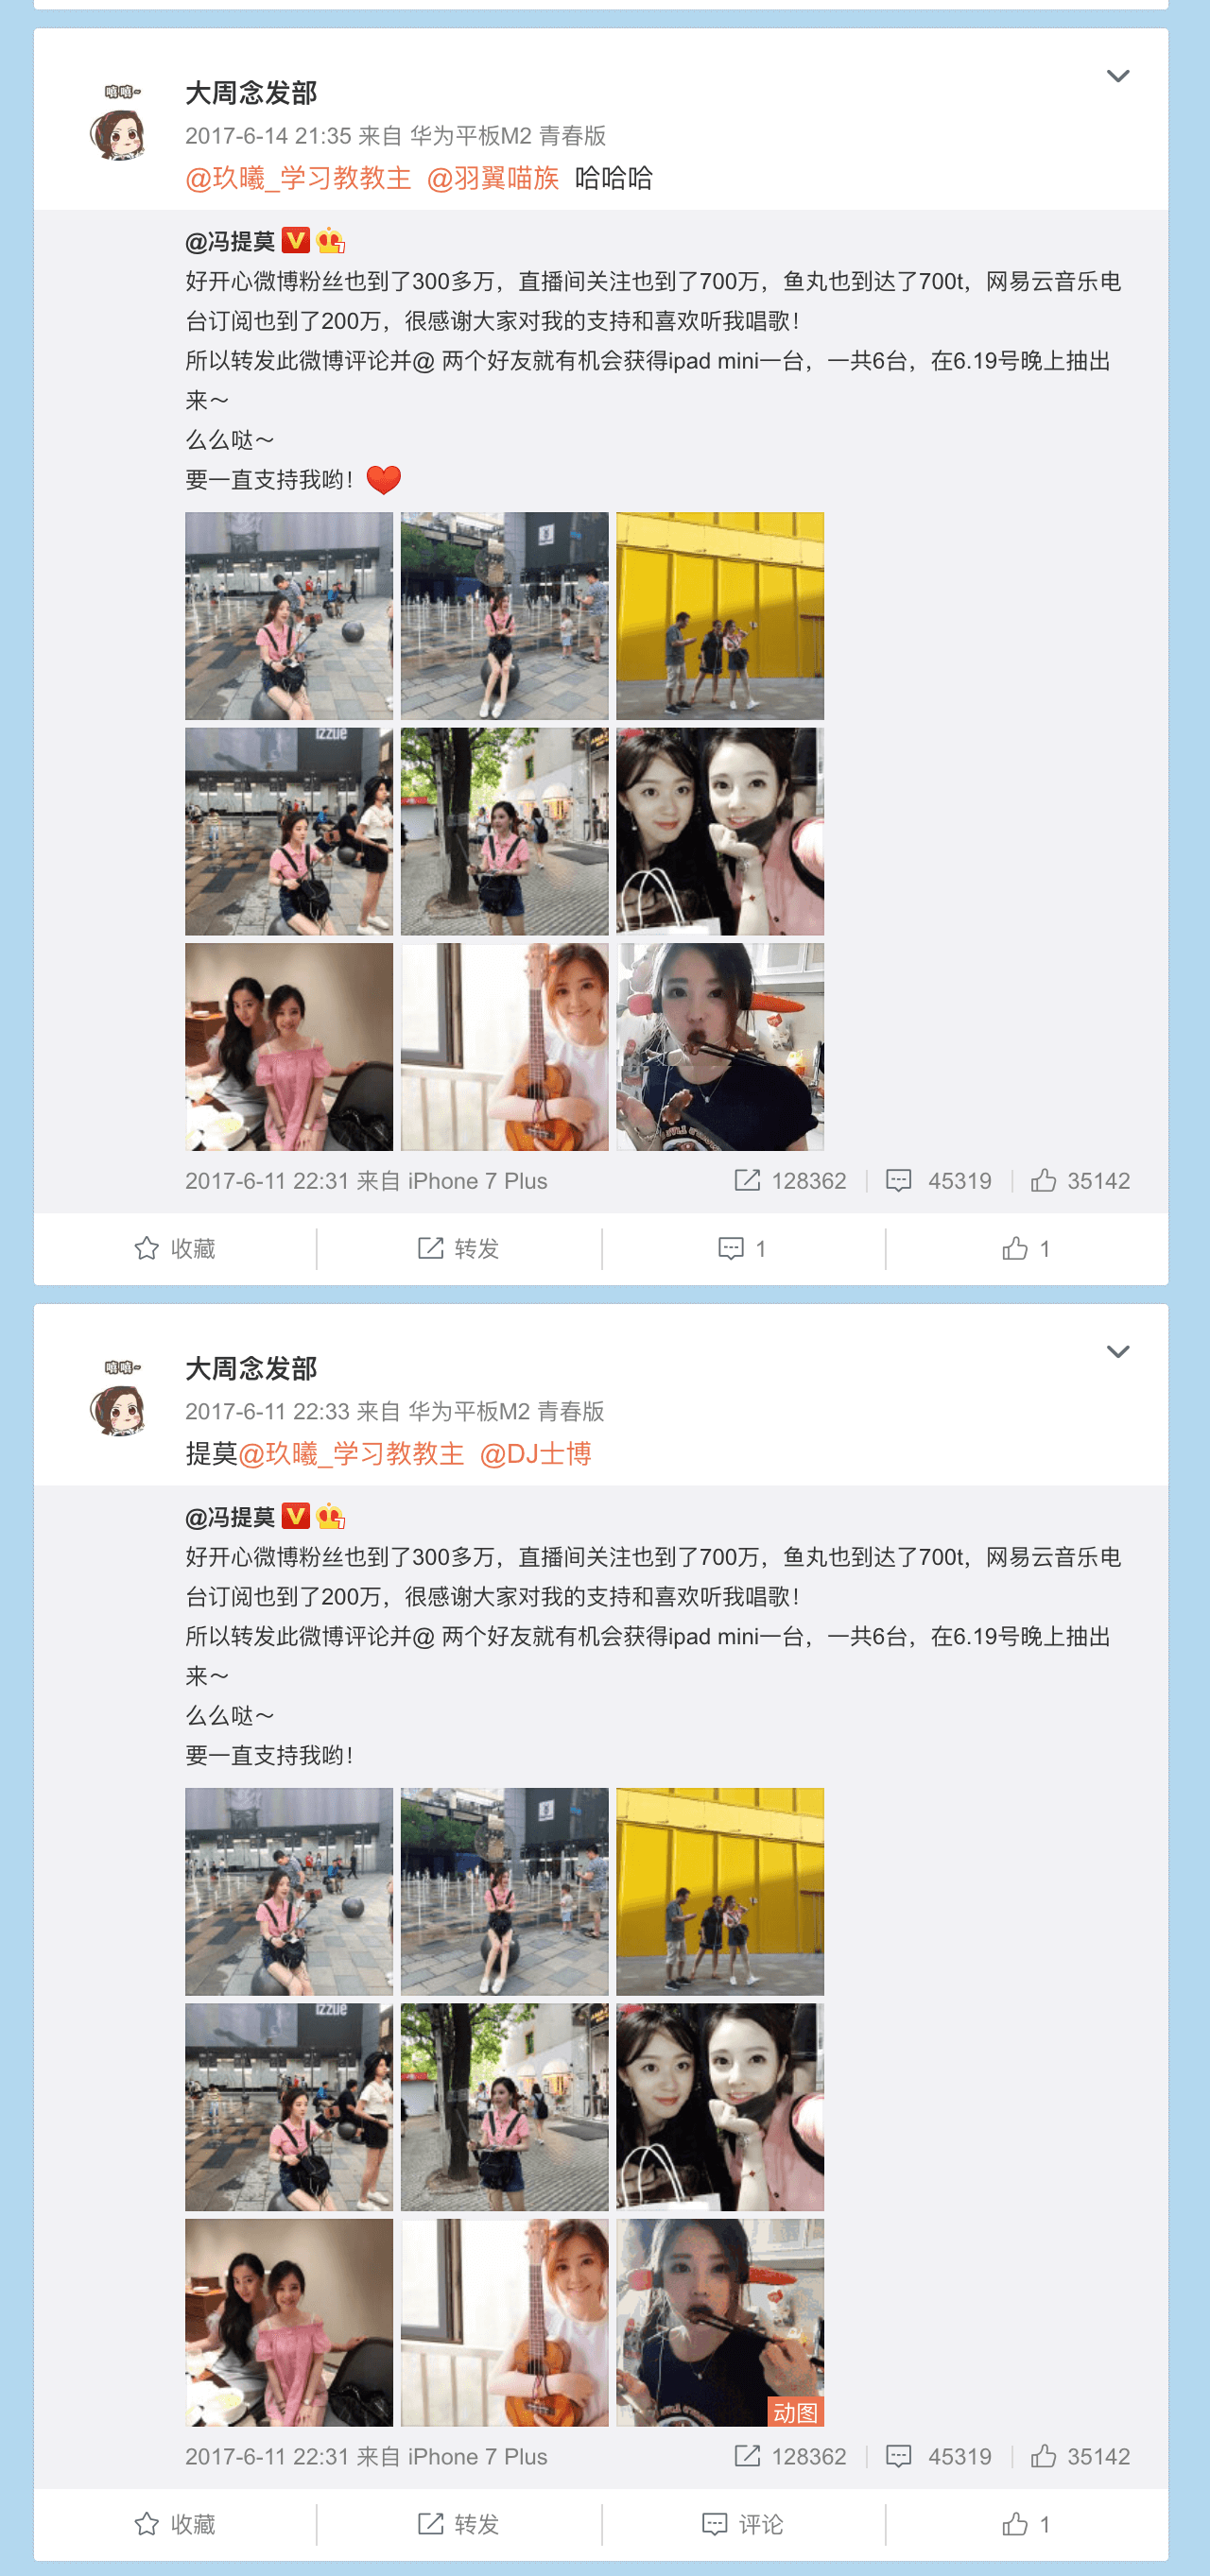 嘻嘻~
大周念发部
2017-6-14 21:35 来自 华为平板M2 青春版
@玖曦_学习教教主 @羽翼喵族 哈哈哈
@冯提莫 V 7
好开心微博粉丝也到了300多万，直播间关注也到了700万，鱼丸也到达了700t，网易云音乐电
台订阅也到了200万，很感谢大家对我的支持和喜欢听我唱歌！
所以转发此微博评论并@ 两个好友就有机会获得ipad mini一台，一共6台，在6.19号晚上抽出
来～
么么哒～
要一直支持我哟！
izzue
2017-6-11 22:31 来自 iPhone 7 Plus 128362 45319 35142
收藏 转发 1 1
嘻嘻~
大周念发部
2017-6-11 22:33 来自 华为平板M2 青春版
提莫@玖曦_学习教教主 @DJ士博
@冯提莫 V 7
好开心微博粉丝也到了300多万，直播间关注也到了700万，鱼丸也到达了700t，网易云音乐电
台订阅也到了200万，很感谢大家对我的支持和喜欢听我唱歌！
所以转发此微博评论并@ 两个好友就有机会获得ipad mini一台，一共6台，在6.19号晚上抽出
来～
么么哒～
要一直支持我哟！
izzue
动图
2017-6-11 22:31 来自 iPhone 7 Plus 128362 45319 35142
收藏 转发 评论 1